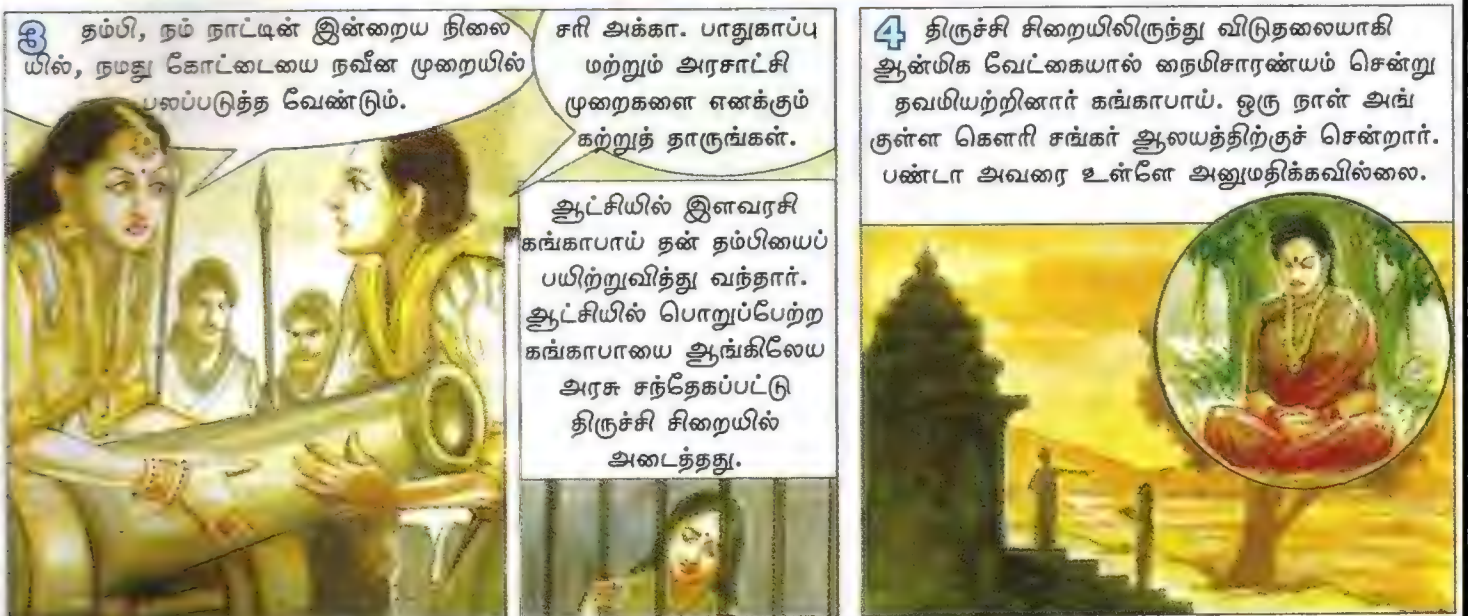 3 தம்பி, நம் நாட்டின் இன்றைய நிலை
யில், நமது கோட்டையை நவீன முறையில்
பலப்படுத்த வேண்டும்.
சரி அக்கா. பாதுகாப்பு
மற்றும் அரசாட்சி
முறைகளை எனக்கும்
கற்றுத் தாருங்கள்.
ஆட்சியில் இளவரசி
கங்காபாய் தன் தம்பியைப்
பயிற்றுவித்து வந்தார்.
ஆட்சியில் பொறுப்பேற்ற
கங்காபாயை ஆங்கிலேய
அரசு சந்தேகப்பட்டு
திருச்சி சிறையில்
அடைத்தது.
4 திருச்சி சிறையிலிருந்து விடுதலையாகி
ஆன்மிக வேட்கையால் நைமிசாரண்யம் சென்று
தவமியற்றினார் கங்காபாய். ஒரு நாள் அங்
குள்ள கௌரி சங்கர் ஆலயத்திற்குச் சென்றார்.
பண்டா அவரை உள்ளே அனுமதிக்கவில்லை.